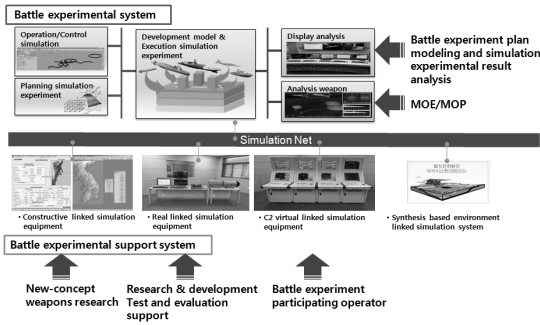 Battle experimental system
Operation/Control
simulation
Planning simulation
experiment
Development model &
Execution simulation
experiment
Display analysis
Analysis weapon
Battle experiment plan
modeling and simulation
experimental result
analysis
MOE/MOP
Simulation Net
• Constructive linked simulation
equipment
• Real linked simulation
equipment
• C2 virtual linked simulation
equipment
• Synthesis based environment
linked simulation system
Battle experimental support system
New-concept
weapons research
Research & development
Test and evaluation
support
Battle experiment
participating operator